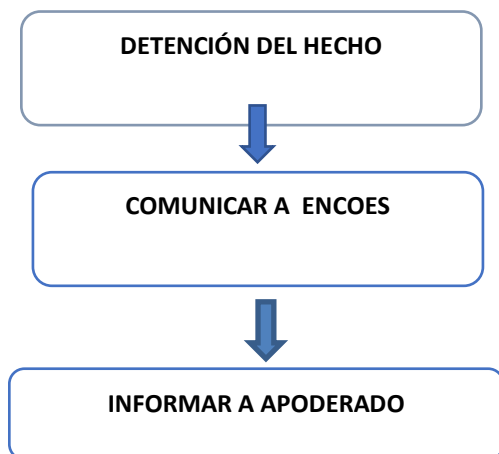 DETENCIÓN DEL HECHO
COMUNICAR A ENCOES
INFORMAR A APODERADO